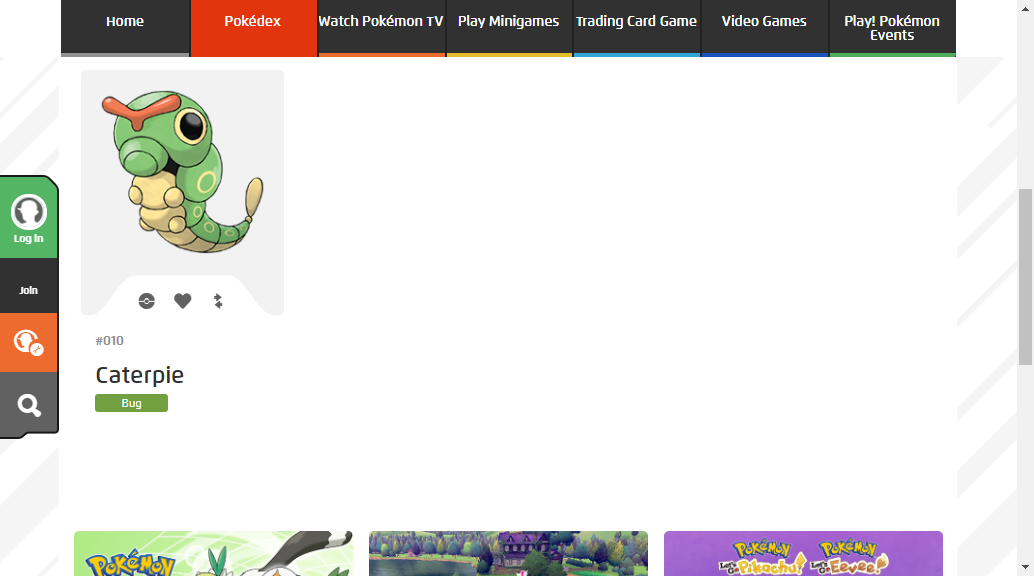 Home
Pokédex
Watch Pokémon TV
Play Minigames
Trading Card Game
Video Games
Play! Pokémon
Events
Log in
Join
#010
Caterpie
Bug
POKÉMON
POKÉMON POKÉMON
Let's Go Pikachu! Let's Go Eevee!